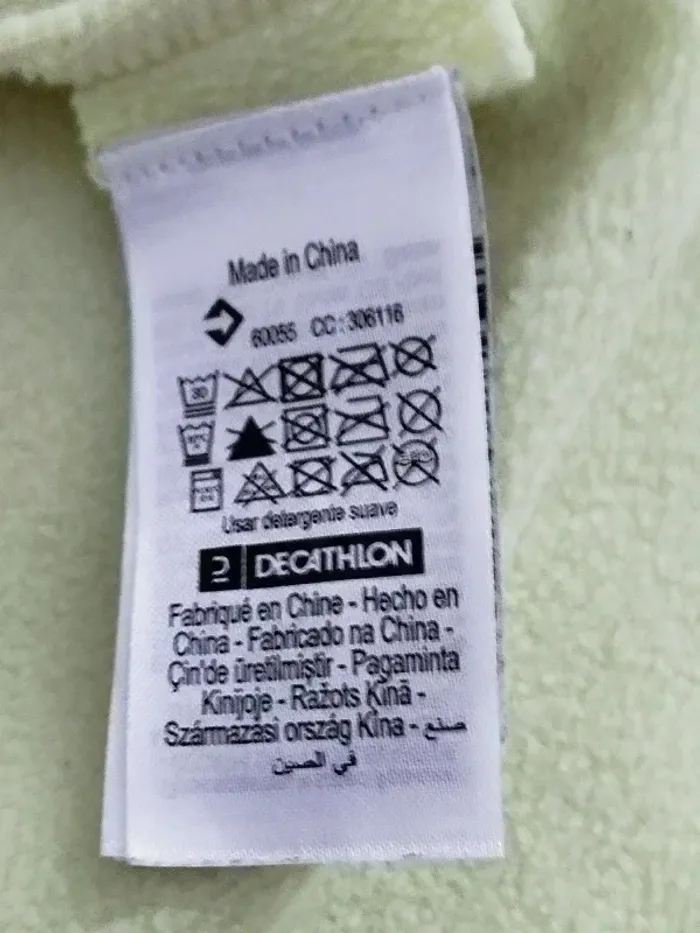 Made in China
60055 CC : 306116
30
Usar detergente suave
DECATHLON
Fabriqué en Chine - Hecho en
China - Fabricado na China -
Çin'de üretilmiştir - Pagaminta
Kinijoje - Ražots Ķīnā -
Származási ország Kína - صنع
في الصين